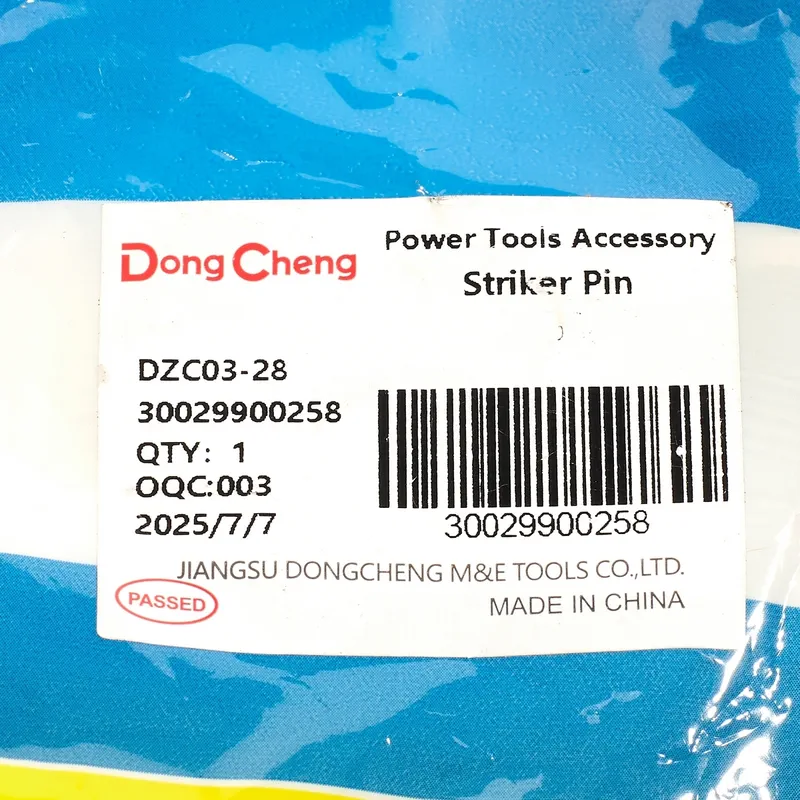 Dong Cheng
Power Tools Accessory
Striker Pin
DZC03-28
30029900258
QTY: 1
OQC:003
2025/7/7
30029900258
JIANGSU DONGCHENG M&E TOOLS CO.,LTD.
PASSED
MADE IN CHINA